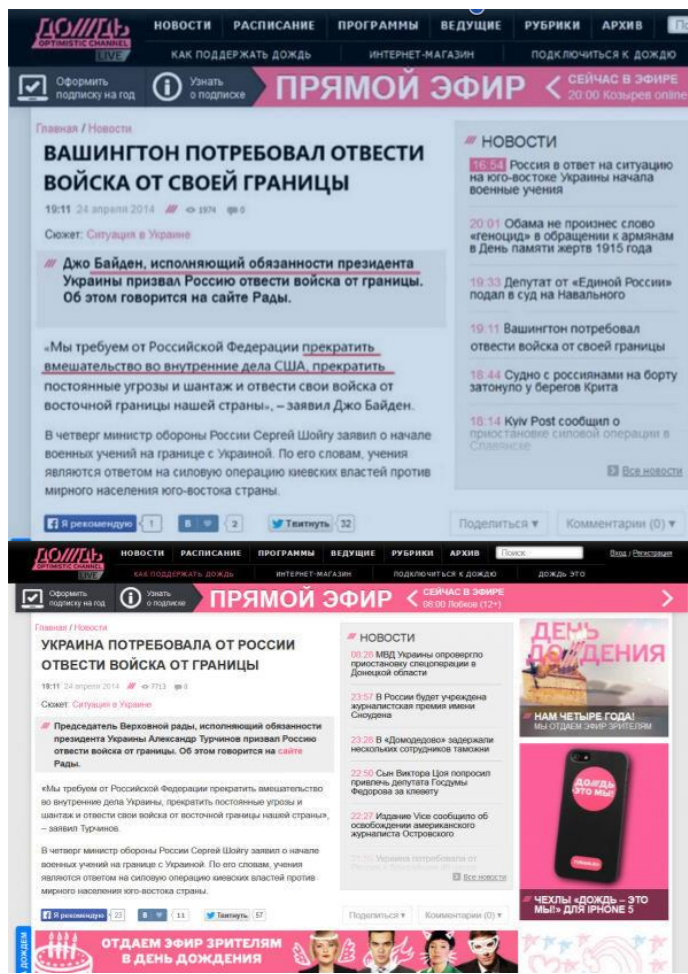 ДО///ДЬ
OPTIMISTIC CHANNEL
LIVE
НОВОСТИ РАСПИСАНИЕ ПРОГРАММЫ ВЕДУЩИЕ РУБРИКИ АРХИВ
КАК ПОДДЕРЖАТЬ ДОЖДЬ ИНТЕРНЕТ-МАГАЗИН ПОДКЛЮЧИТЬСЯ К ДОЖДЮ
Оформить
подписку на год
Узнать
о подписке
ПРЯМОЙ ЭФИР
СЕЙЧАС В ЭФИРЕ
20:00 Козырев online
Главная / Новости
ВАШИНГТОН ПОТРЕБОВАЛ ОТВЕСТИ
ВОЙСКА ОТ СВОЕЙ ГРАНИЦЫ
19:11 24 апреля 2014 1974 0
Сюжет: Ситуация в Украине
Джо Байден, исполняющий обязанности президента
Украины призвал Россию отвести войска от границы.
Об этом говорится на сайте Рады.
«Мы требуем от Российской Федерации прекратить
вмешательство во внутренние дела США, прекратить
постоянные угрозы и шантаж и отвести свои войска от
восточной границы нашей страны», – заявил Джо Байден.
В четверг министр обороны России Сергей Шойгу заявил о начале
военных учений на границе с Украиной. По его словам, учения
являются ответом на силовую операцию киевских властей против
мирного населения юго-востока страны.
Я рекомендую 1 В 2 Твитнуть 32
НОВОСТИ
16:54 Россия в ответ на ситуацию
на юго-востоке Украины начала
военные учения
20:01 Обама не произнес слово
«геноцид» в обращении к армянам
в День памяти жертв 1915 года
19:33 Депутат от «Единой России»
подал в суд на Навального
19:11 Вашингтон потребовал
отвести войска от своей границы
18:44 Судно с россиянами на борту
затонуло у берегов Крита
18:14 Kyiv Post сообщил о
приостановке силовой операции в
Славянске
Все новости
Поделиться Комментарии (0)
ДО///ДЬ
OPTIMISTIC CHANNEL
LIVE
НОВОСТИ РАСПИСАНИЕ ПРОГРАММЫ ВЕДУЩИЕ РУБРИКИ АРХИВ Поиск Вход / Регистрация
КАК ПОДДЕРЖАТЬ ДОЖДЬ ИНТЕРНЕТ-МАГАЗИН ПОДКЛЮЧИТЬСЯ К ДОЖДЮ ДОЖДЬ ЭТО
Оформить
подписку на год
Узнать
о подписке
ПРЯМОЙ ЭФИР
СЕЙЧАС В ЭФИРЕ
08:00 Лобков (12+)
Главная / Новости
УКРАИНА ПОТРЕБОВАЛА ОТ РОССИИ
ОТВЕСТИ ВОЙСКА ОТ ГРАНИЦЫ
19:11 24 апреля 2014 7713 0
Сюжет: Ситуация в Украине
Председатель Верховной рады, исполняющий обязанности
президента Украины Александр Турчинов призвал Россию
отвести войска от границы. Об этом говорится на сайте
Рады.
«Мы требуем от Российской Федерации прекратить вмешательство
во внутренние дела Украины, прекратить постоянные угрозы и
шантаж и отвести свои войска от восточной границы нашей страны»,
– заявил Турчинов.
В четверг министр обороны России Сергей Шойгу заявил о начале
военных учений на границе с Украиной. По его словам, учения
являются ответом на силовую операцию киевских властей против
мирного населения юго-востока страны.
Я рекомендую 23 В 11 Твитнуть 57
НОВОСТИ
00:28 МВД Украины опровергло
приостановку спецоперации в
Донецкой области
23:57 В России будет учреждена
журналистская премия имени
Сноудена
23:28 В «Домодедово» задержали
нескольких сотрудников таможни
22:50 Сын Виктора Цоя попросил
привлечь депутата Госдумы
Федорова за клевету
22:27 Издание Vice сообщило об
освобождении американского
журналиста Островского
Украина потребовала от
Все новости
Поделиться Комментарии (0)
ДЕНЬ
ДОЖДЕНИЯ
НАМ ЧЕТЫРЕ ГОДА!
МЫ ОТДАЕМ ЭФИР ЗРИТЕЛЯМ
ДОЖДЬ
ЭТО МЫ!
ЧЕХЛЫ «ДОЖДЬ – ЭТО
МЫ!» ДЛЯ IPHONE 5
ОТДАЕМ ЭФИР ЗРИТЕЛЯМ
В ДЕНЬ ДОЖДЕНИЯ